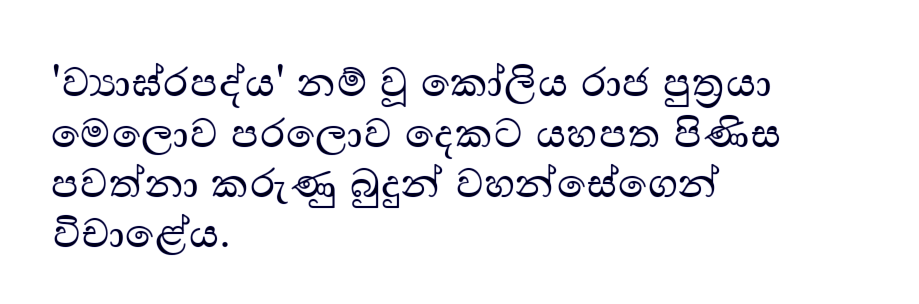 'ව්‍යාඝ්රපද්ය' නම් වූ කෝලිය රාජ පුත්‍රයා
මෙලොව පරලොව දෙකට යහපත පිණිස
පවත්නා කරුණු බුදුන් වහන්සේගෙන්
විචාළේය.